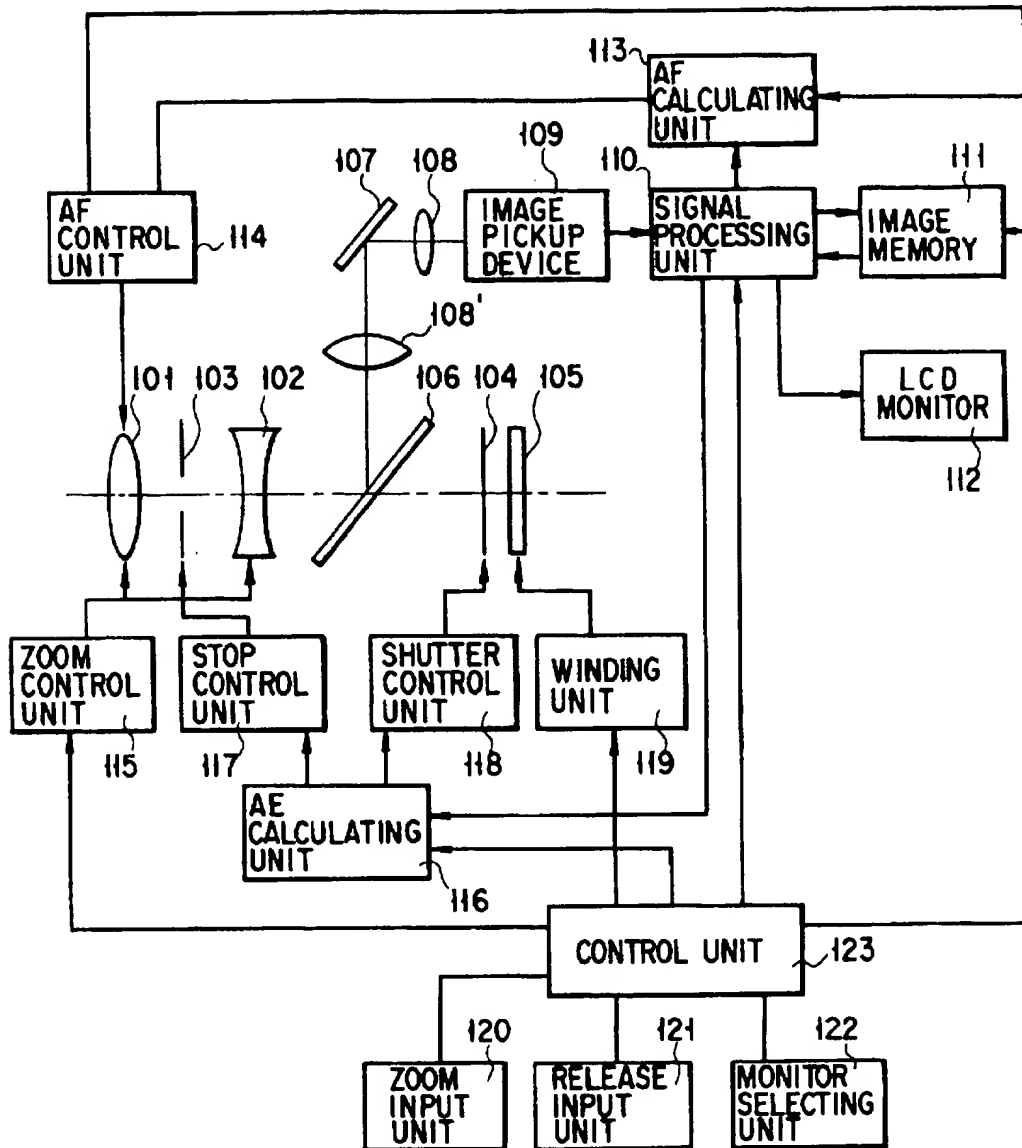 113
AF
CALCULATING
UNIT
109
110
111
107
108
AF
CONTROL
UNIT
114
IMAGE
PICKUP
DEVICE
SIGNAL
PROCESSING
UNIT
IMAGE
MEMORY
108'
101
103
102
106
104
105
LCD
MONITOR
112
ZOOM
CONTROL
UNIT
115
STOP
CONTROL
UNIT
117
SHUTTER
CONTROL
UNIT
118
WINDING
UNIT
119
AE
CALCULATING
UNIT
116
CONTROL UNIT
123
120
121
122
ZOOM
INPUT
UNIT
RELEASE
INPUT
UNIT
MONITOR
SELECTING
UNIT